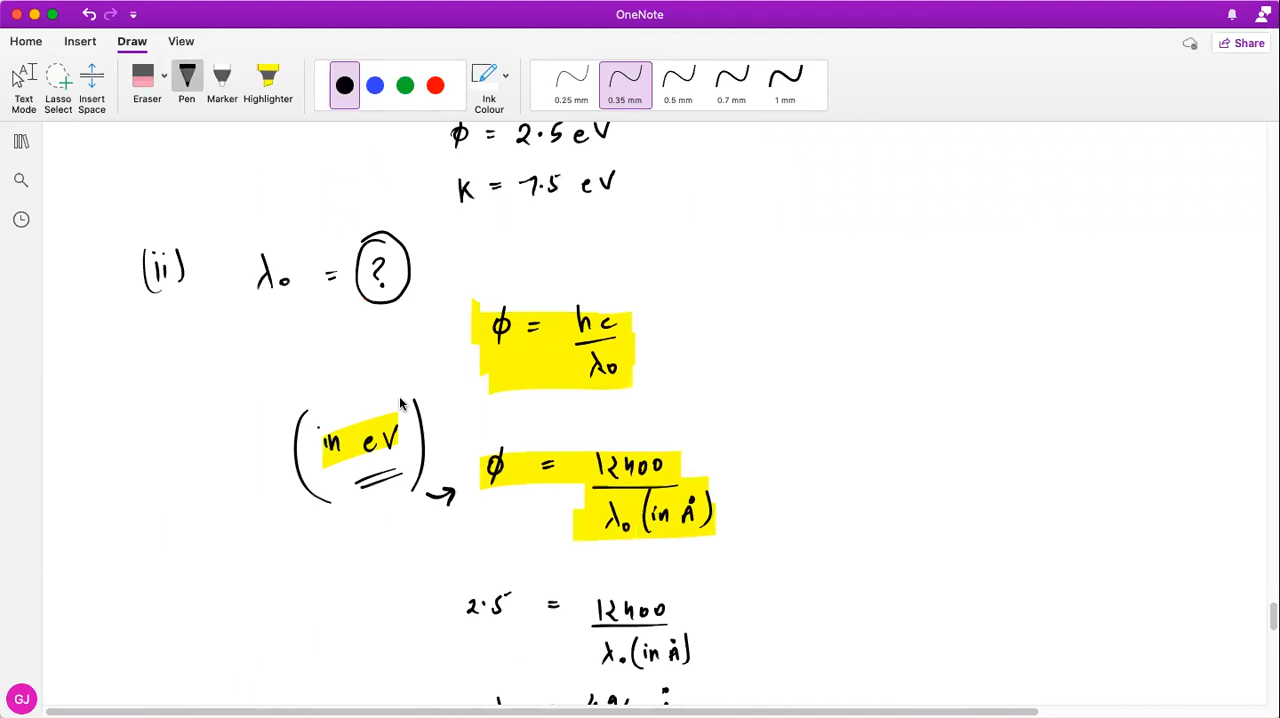 OneNote
Home Insert Draw View
Share
Text Mode
Lasso Select
Insert Space
Eraser
Pen
Marker
Highlighter
Ink Colour
0.25 mm
0.35 mm
0.5 mm
0.7 mm
1 mm
ϕ = 2.5 eV
K = 7.5 eV
(ii) λ₀ = ?
ϕ = hc
λ₀
(in eV) →
ϕ = 12400
λ₀ (in Å)
2.5 = 12400
λ₀ (in Å)
GJ